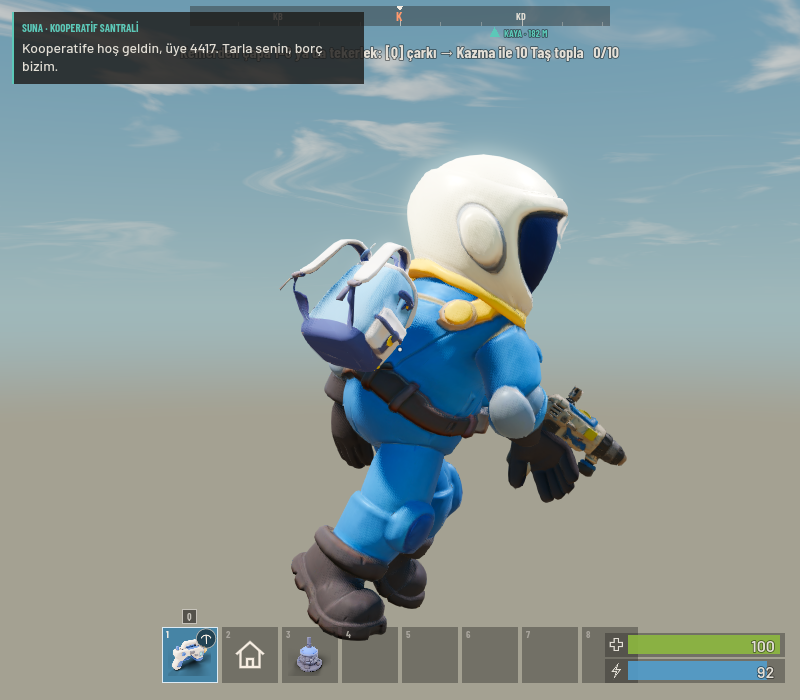 KB
K
KD
SUNA · KOOPERATİF SANTRALİ
KAYA · 182 M
Kooperatife hoş geldin, üye 4417. Tarla senin, borç
bizim.
tekerlek: [Q] çarkı → Kazma ile 10 Taş topla 0/10
Q
1
2
3
4
5
6
7
8
100
92